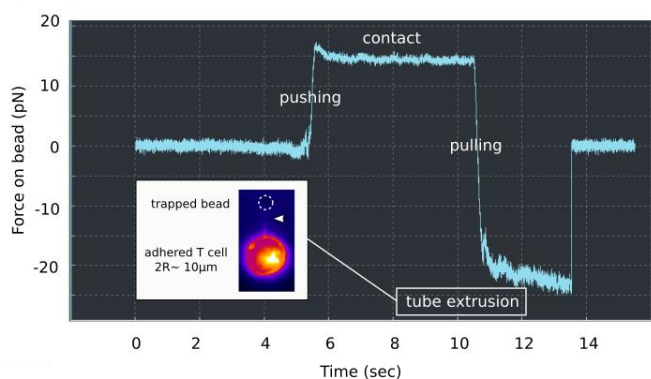 20
contact
15
pushing
Force on bead (pN)
0
pulling
-10
trapped bead
adhered T cell
2R~ 10μm
-20
tube extrusion
0
2
4
6
8
10
12
14
Time (sec)